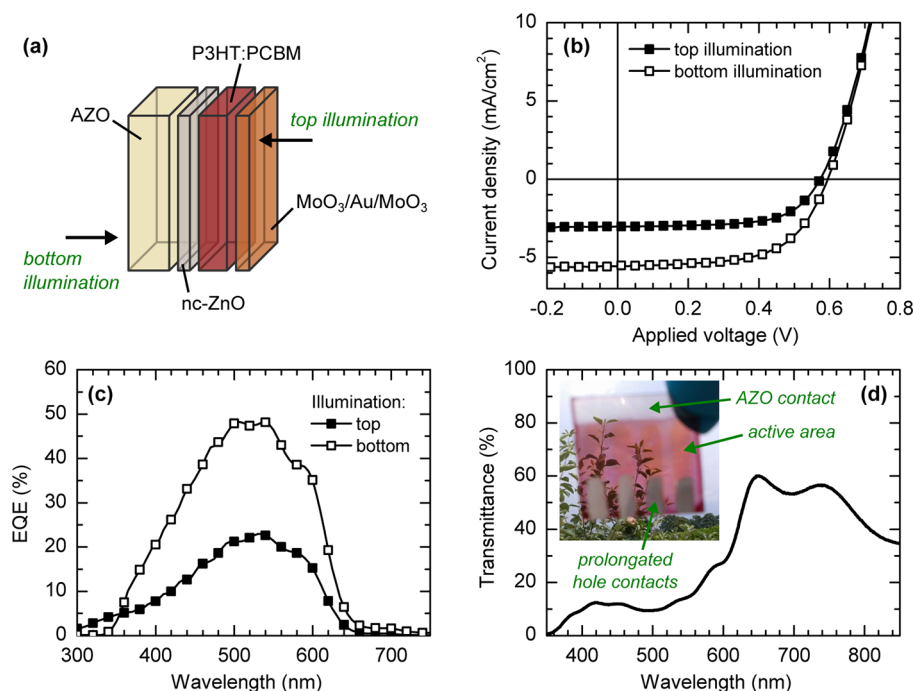 (a)
P3HT:PCBM
AZO
top illumination
MoO₃/Au/MoO₃
bottom
illumination
nc-ZnO
(b)
top illumination
bottom illumination
Current density (mA/cm²)
10
5
0
-5
-0.2 0.0 0.2 0.4 0.6 0.8
Applied voltage (V)
(c)
Illumination:
top
bottom
EQE (%)
60
50
40
30
20
10
0
300 400 500 600 700
Wavelength (nm)
(d)
AZO contact
active area
prolongated
hole contacts
Transmittance (%)
100
80
60
40
20
0
400 500 600 700 800
Wavelength (nm)